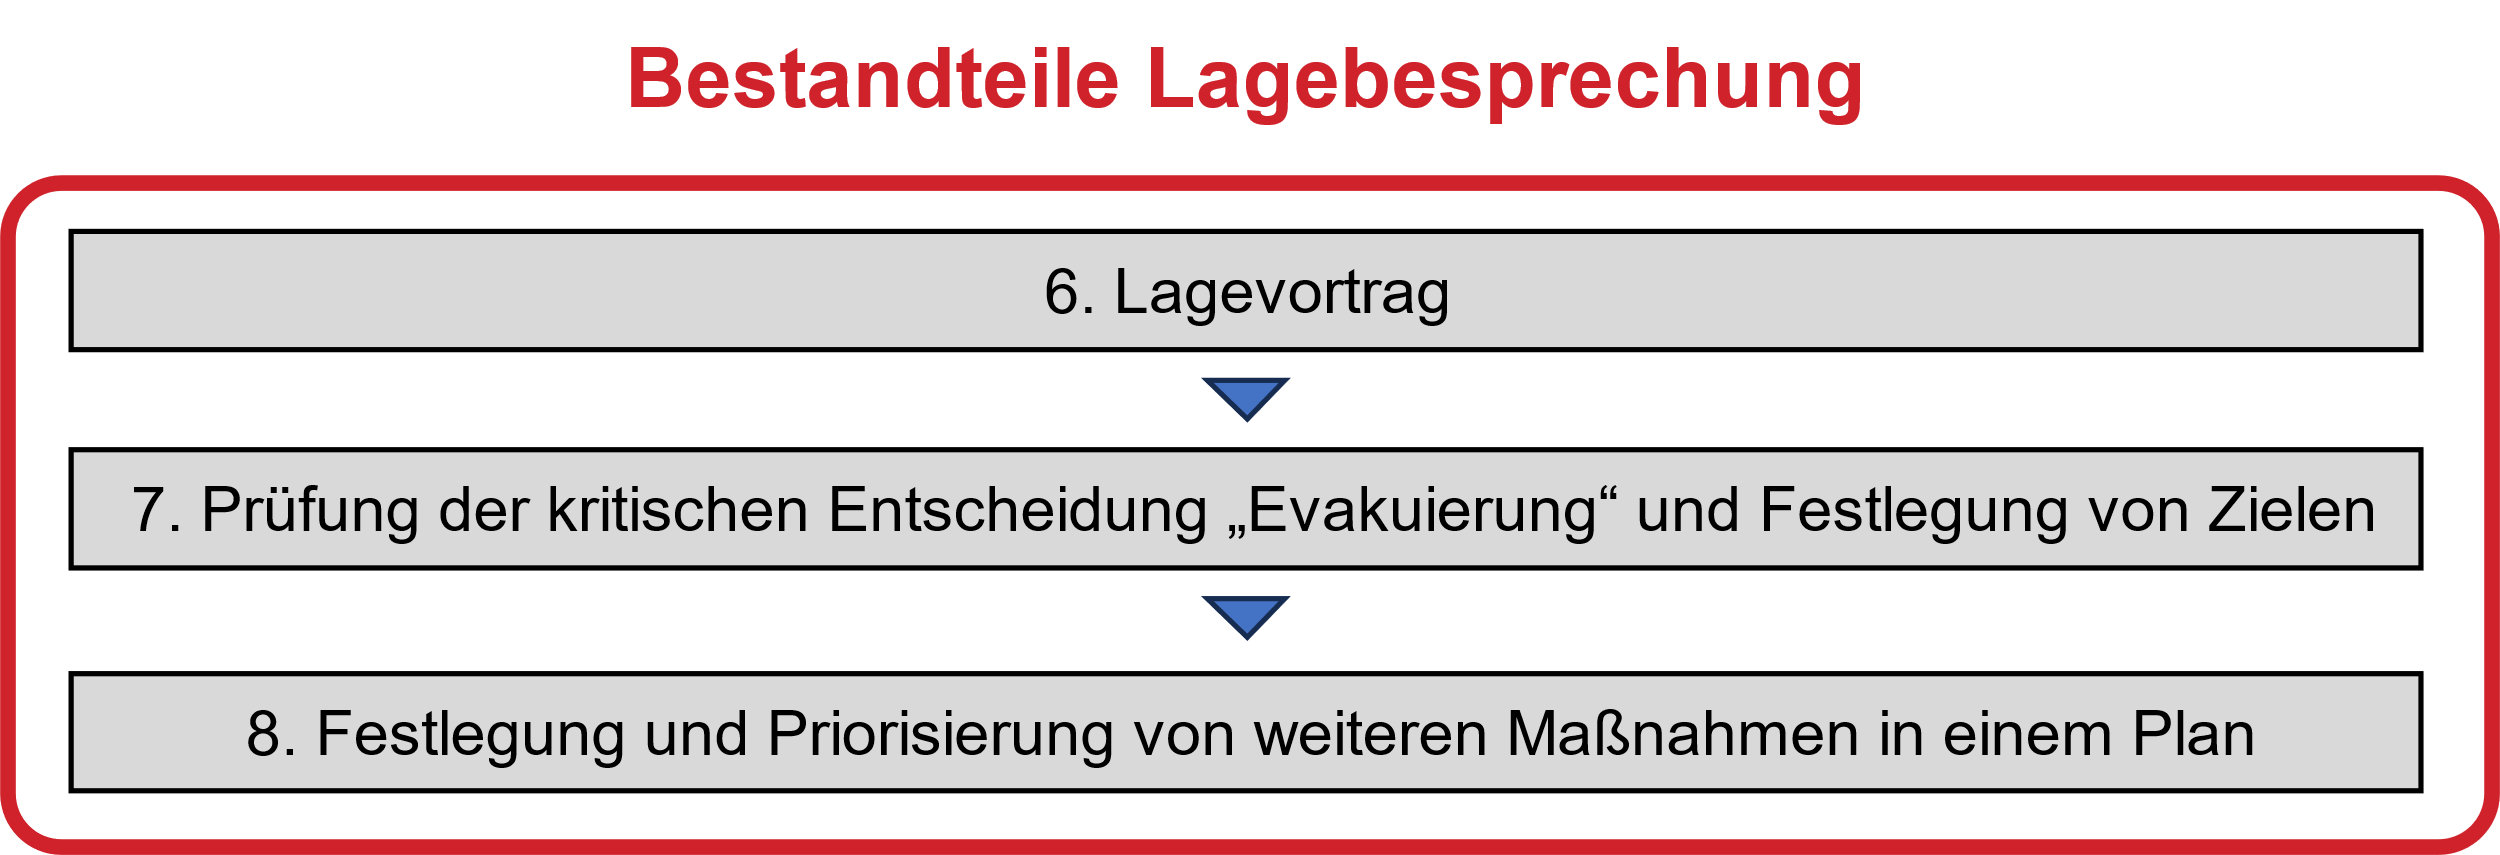 Bestandteile Lagebesprechung
6. Lagevortrag
7. Prüfung der kritischen Entscheidung „Evakuierung“ und Festlegung von Zielen
8. Festlegung und Priorisierung von weiteren Maßnahmen in einem Plan